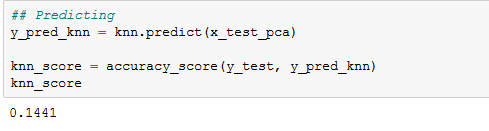 ## Predicting
y_pred_knn = knn.predict(x_test_pca)
knn_score = accuracy_score(y_test, y_pred_knn)
knn_score
0.1441